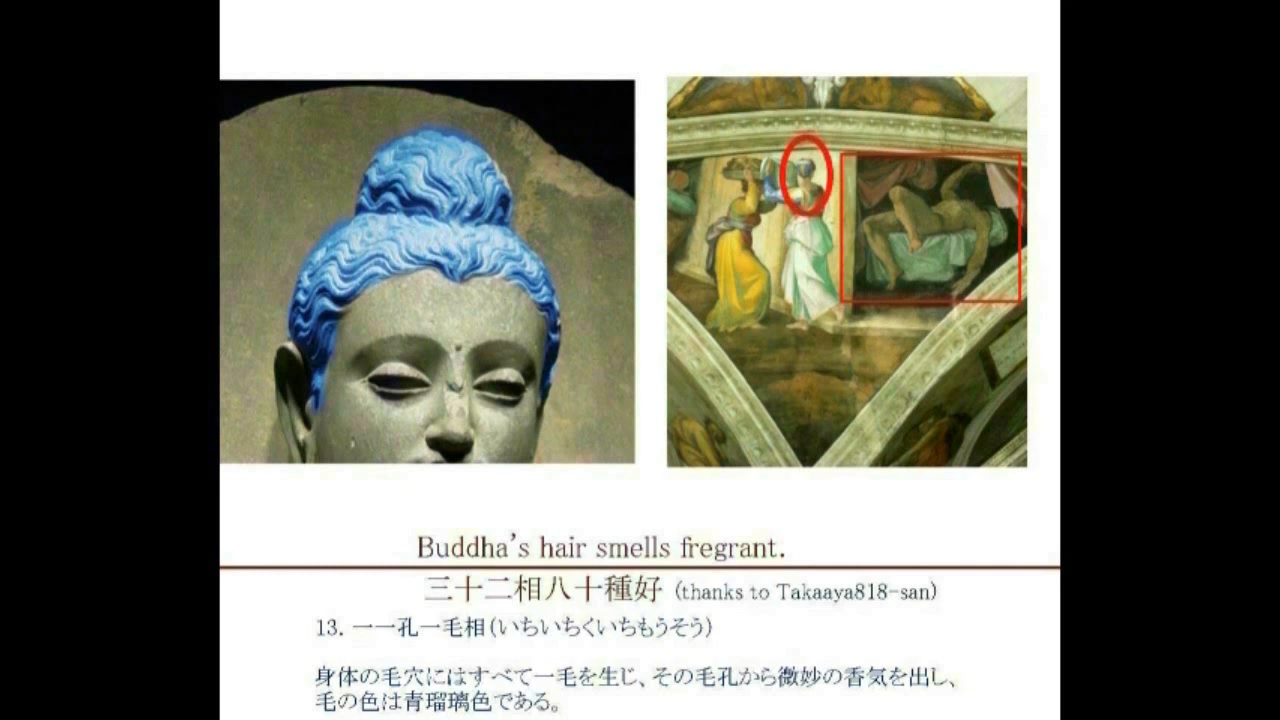 Buddha's hair smells fregrant.
三十二相八十種好 (thanks to Takaaya818-san)
13. 一一孔一毛相(いちいちくいちもうそう)
身体の毛穴にはすべて一毛を生じ、その毛孔から微妙の香気を出し、
毛の色は青瑠璃色である。